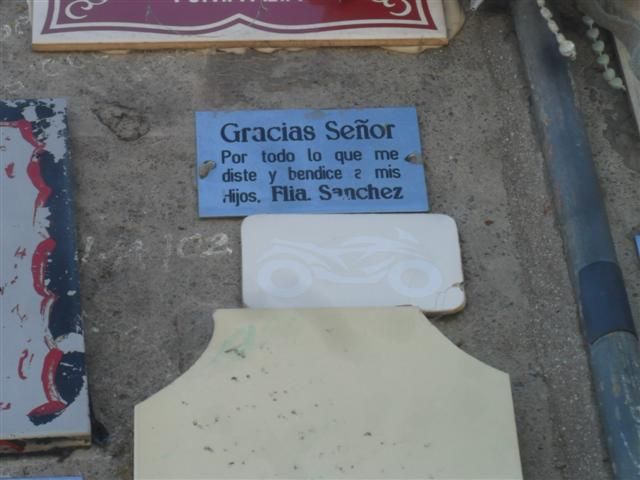 Gracias Señor
Por todo lo que me
diste y bendice a mis
Hijos. Flia. Sanchez